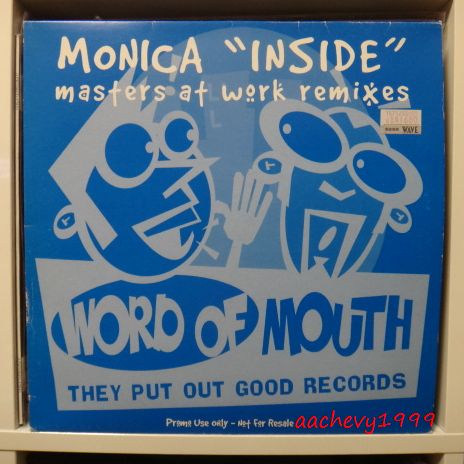 MONICA "INSIDE"
masters at work remixes
WAVE
WORD OF MOUTH
THEY PUT OUT GOOD RECORDS
Promo Use only - Not For Resale
aachevy1999